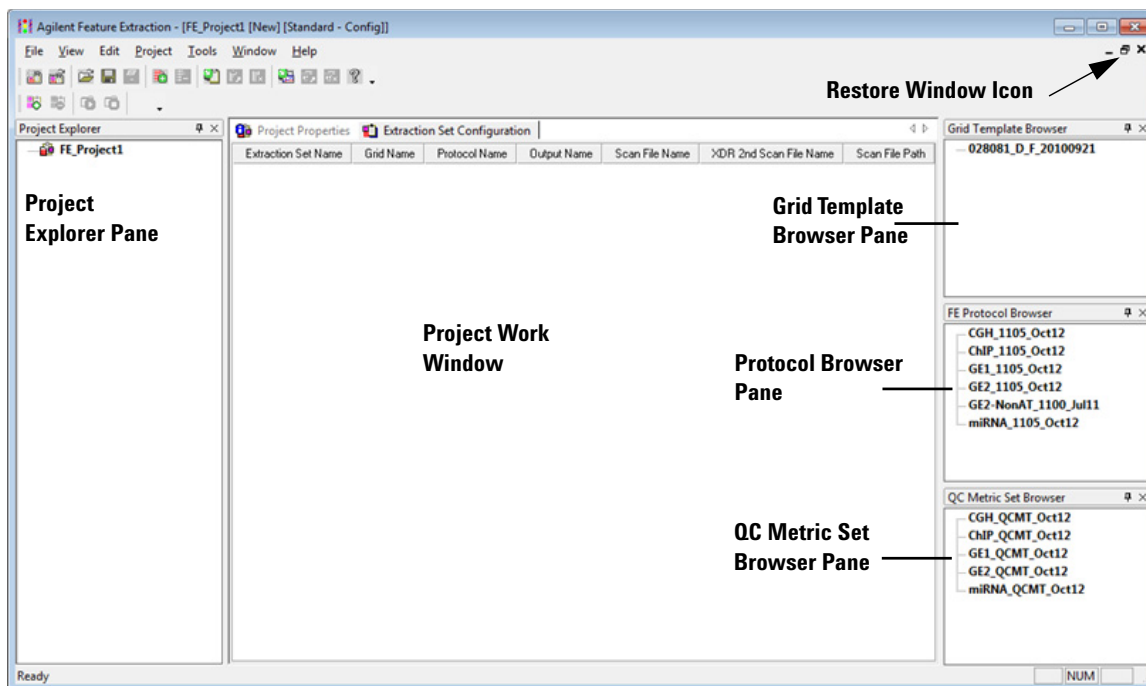 Agilent Feature Extraction - [FE_Project1 [New] [Standard - Config]]
File View Edit Project Tools Window Help
Restore Window Icon
Project Explorer
FE_Project1
Project
Explorer Pane
Project Properties Extraction Set Configuration
Extraction Set Name Grid Name Protocol Name Output Name Scan File Name XDR 2nd Scan File Name Scan File Path
Project Work
Window
Grid Template
Browser Pane
Protocol Browser
Pane
QC Metric Set
Browser Pane
Grid Template Browser
028081_D_F_20100921
FE Protocol Browser
CGH_1105_Oct12
ChIP_1105_Oct12
GE1_1105_Oct12
GE2_1105_Oct12
GE2-NonAT_1100_Jul11
miRNA_1105_Oct12
QC Metric Set Browser
CGH_QCMT_Oct12
ChIP_QCMT_Oct12
GE1_QCMT_Oct12
GE2_QCMT_Oct12
miRNA_QCMT_Oct12
Ready
NUM